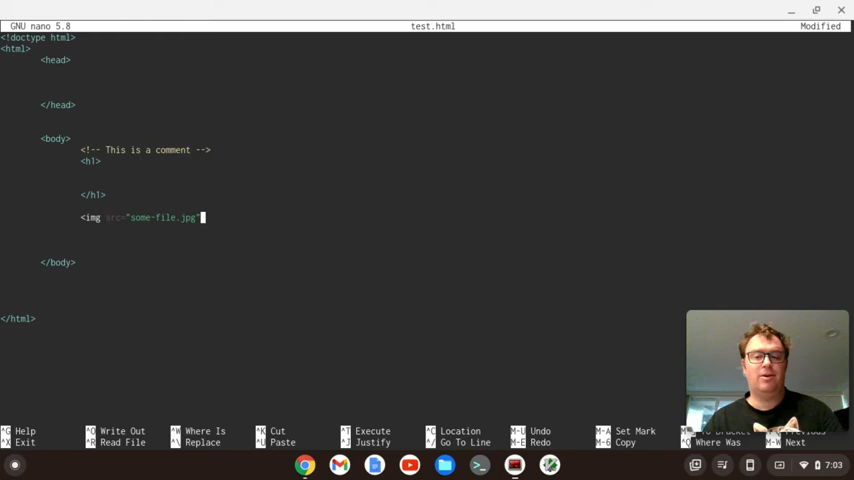 GNU nano 5.8 test.html Modified
<!doctype html>
<html>
<head>
</head>
<body>
<!-- This is a comment -->
<h1>
</h1>
<img src="some-file.jpg"
</body>
</html>
^G Help ^O Write Out ^W Where Is ^K Cut ^T Execute ^C Location M-U Undo M-A Set Mark
^X Exit ^R Read File ^\ Replace ^U Paste ^J Justify ^/ Go To Line M-E Redo M-6 Copy ^Q Where Was M-W Next
7:03